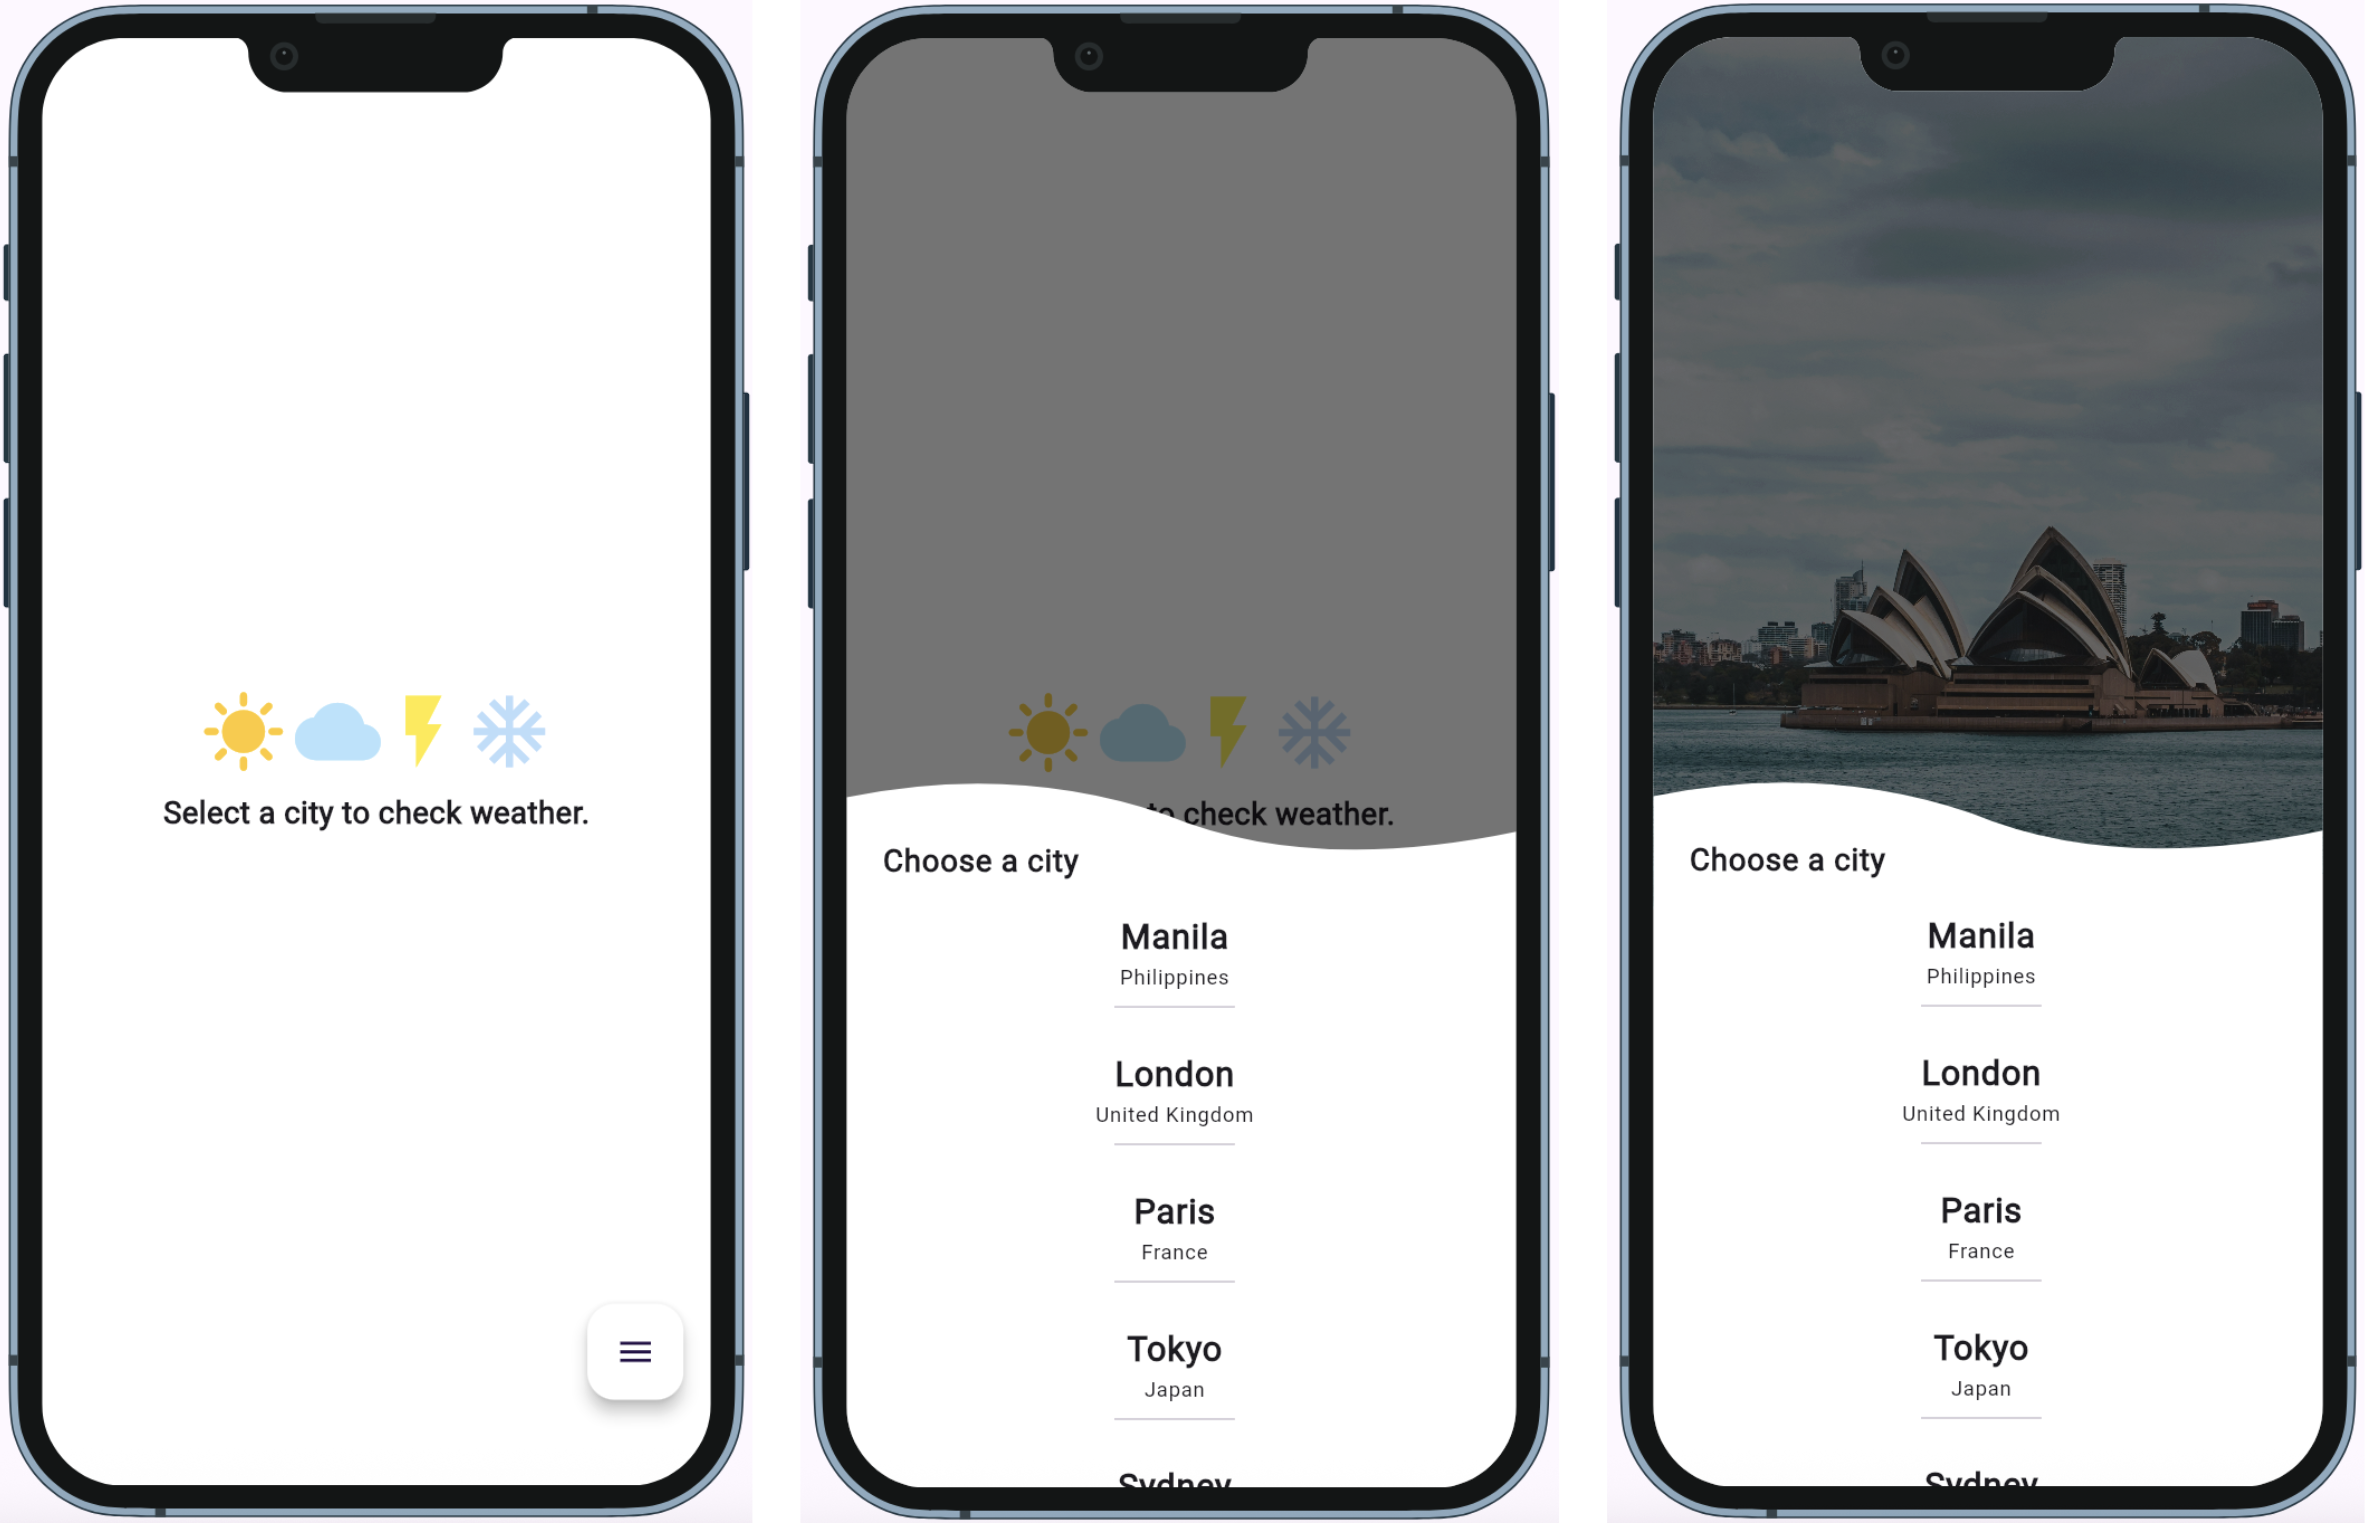 Select a city to check weather.
to check weather.
Choose a city
Manila
Philippines
London
United Kingdom
Paris
France
Tokyo
Japan
Sydney
Choose a city
Manila
Philippines
London
United Kingdom
Paris
France
Tokyo
Japan
Sydney